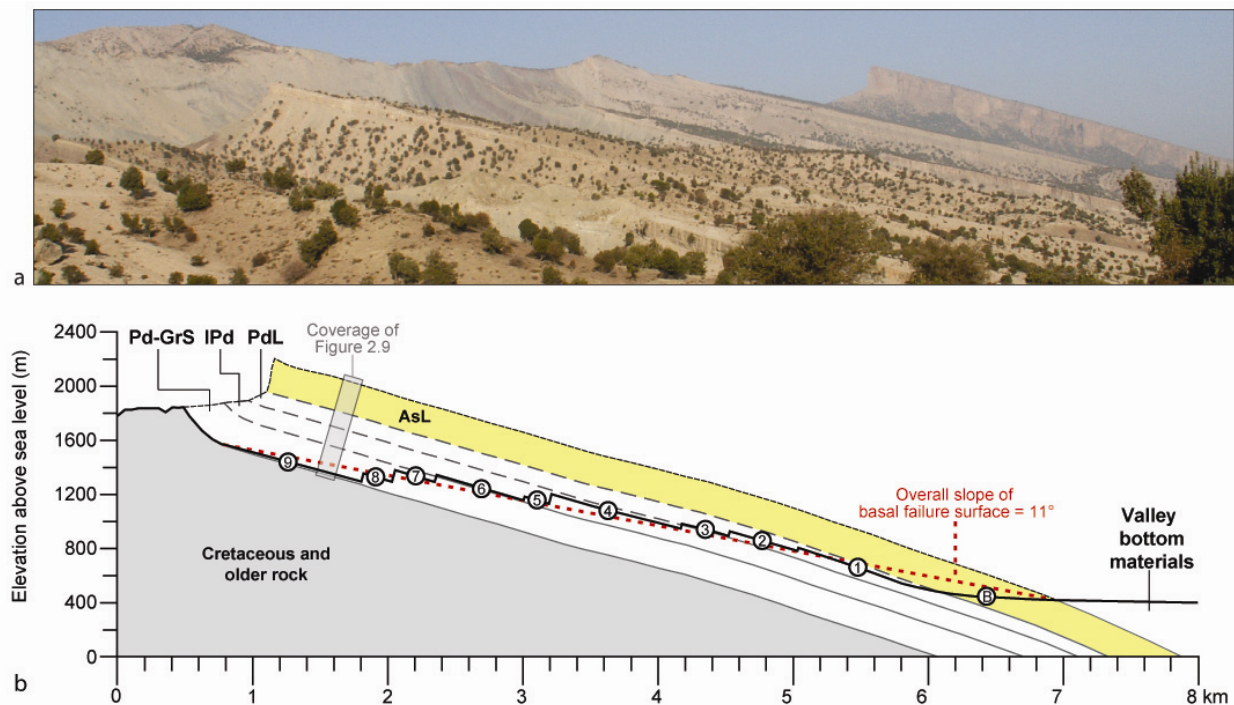 a
2400
2000
1600
1200
800
400
0
Elevation above sea level (m)
Pd-GrS
lPd
PdL
Coverage of
Figure 2.9
AsL
9
8
7
6
5
4
3
2
1
B
Overall slope of
basal failure surface = 11°
Valley
bottom
materials
Cretaceous and
older rock
b
0
1
2
3
4
5
6
7
8 km